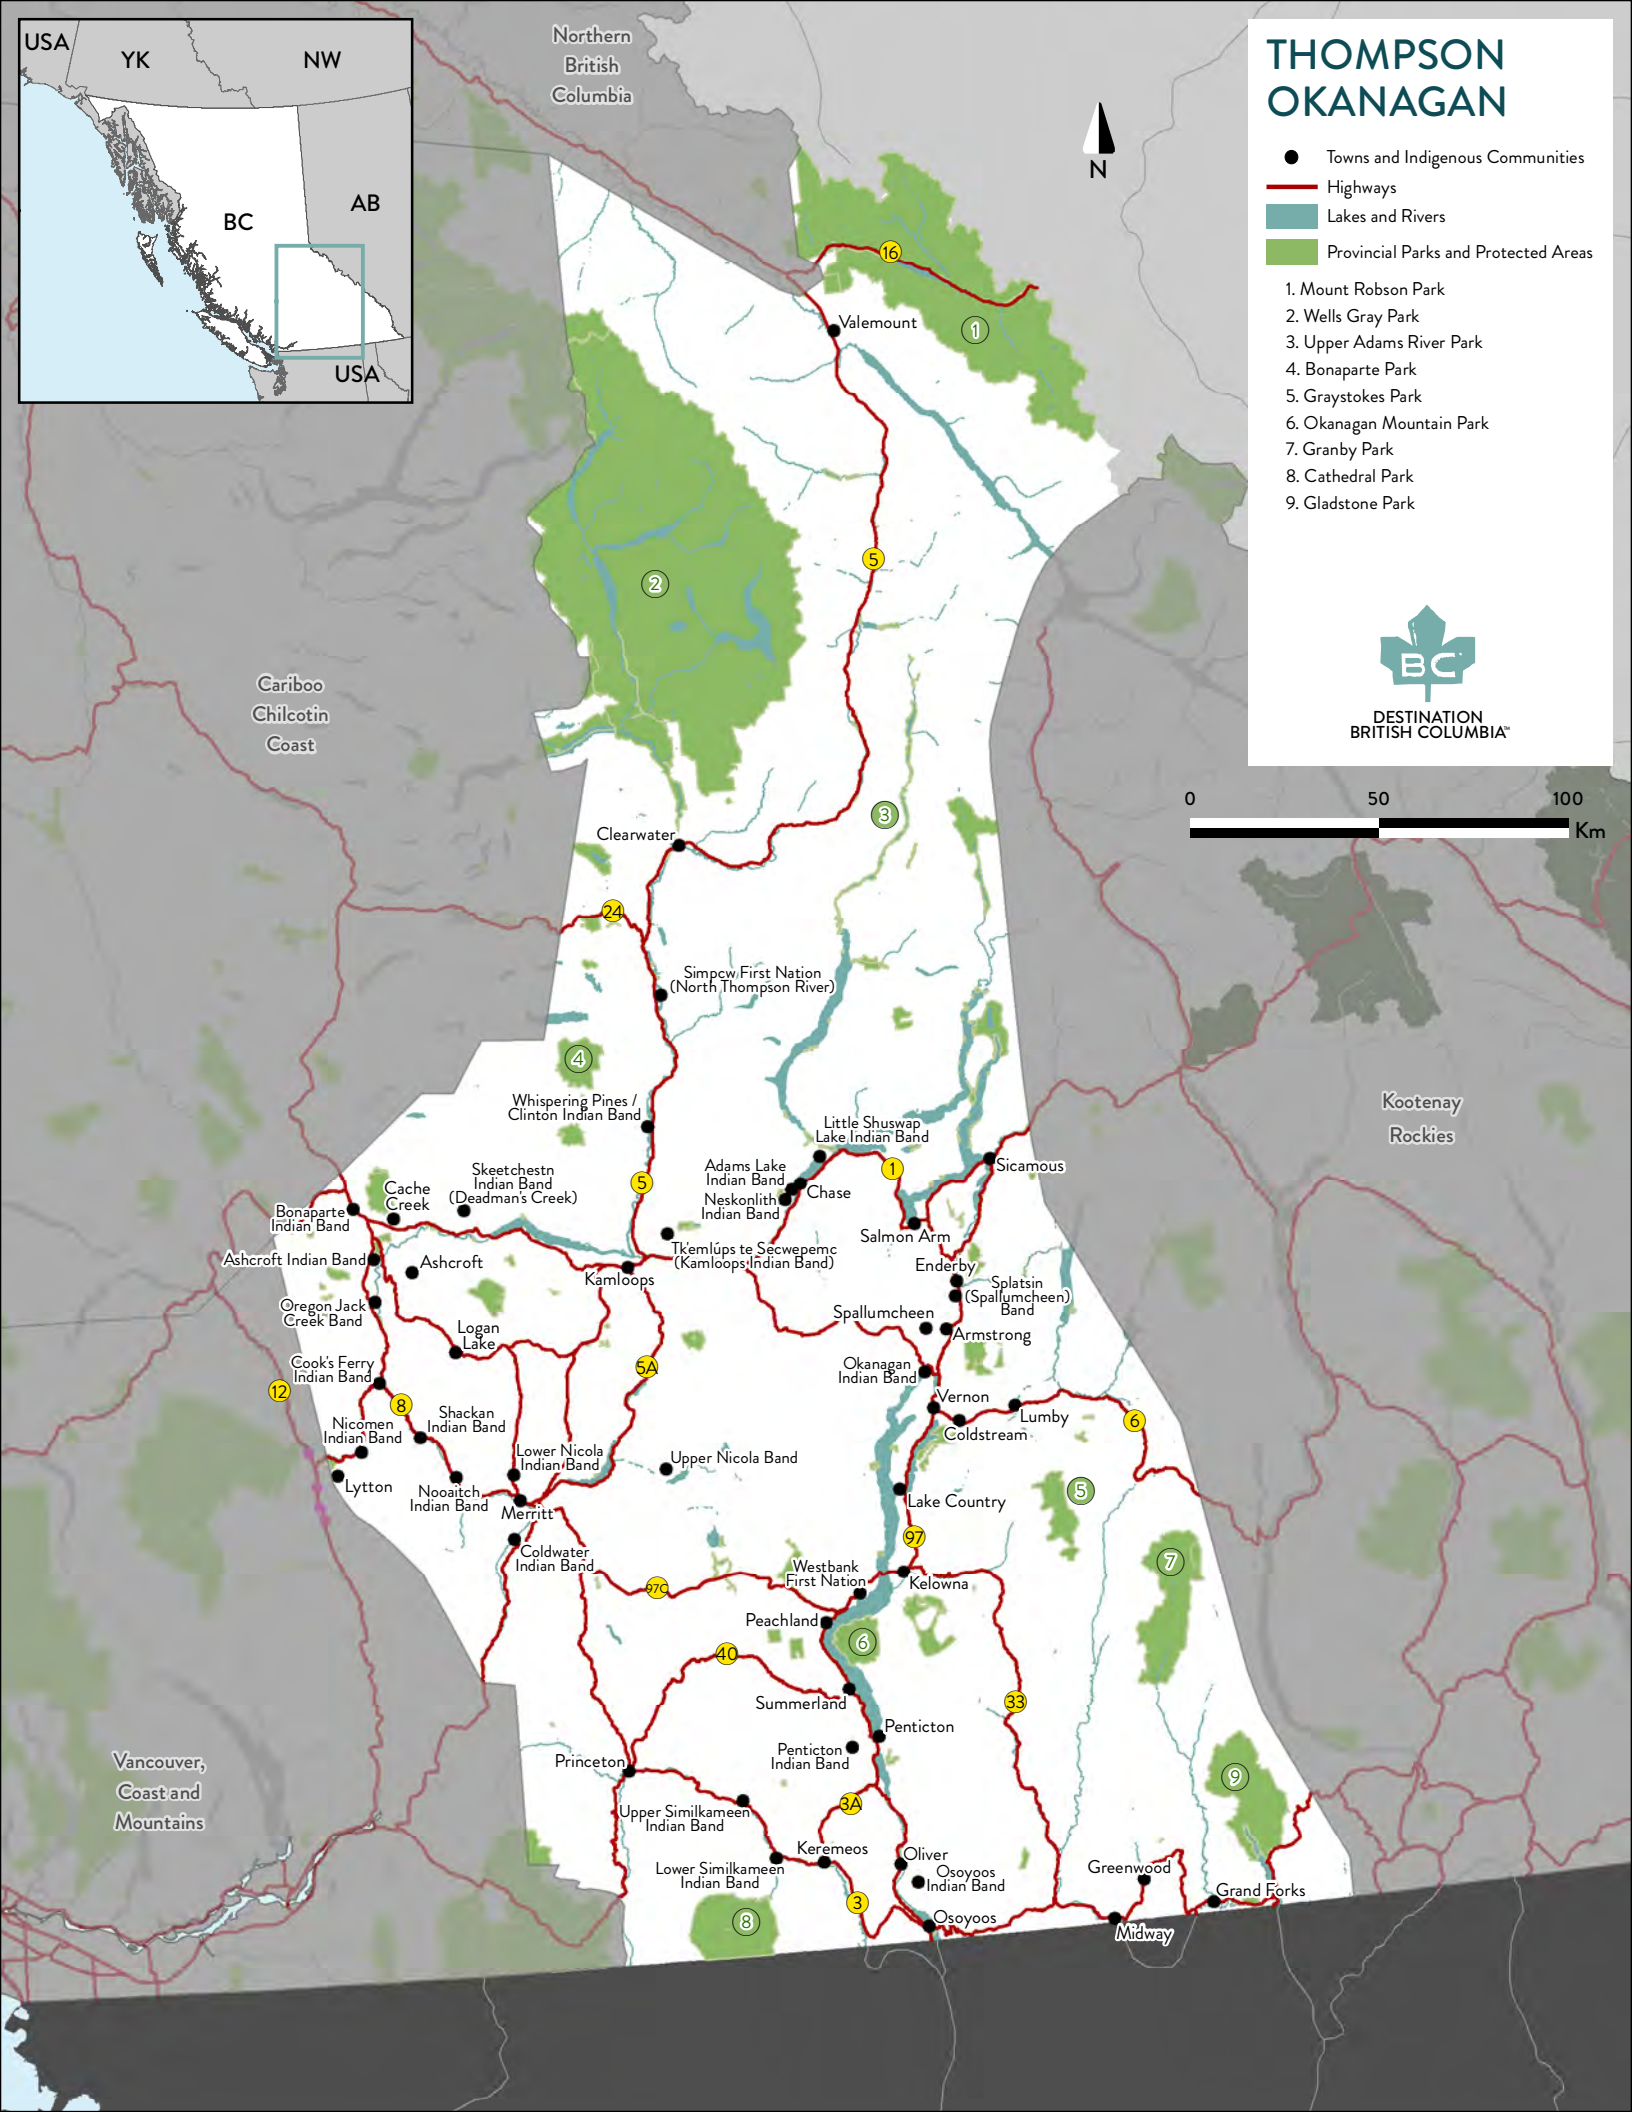 USA
YK
NW
BC
AB
USA
Northern
British
Columbia
N
THOMPSON
OKANAGAN
Towns and Indigenous Communities
Highways
Lakes and Rivers
Provincial Parks and Protected Areas
1. Mount Robson Park
2. Wells Gray Park
3. Upper Adams River Park
4. Bonaparte Park
5. Graystokes Park
6. Okanagan Mountain Park
7. Granby Park
8. Cathedral Park
9. Gladstone Park
BC
DESTINATION
BRITISH COLUMBIA™
0 50 100
Km
16
Valemount
1
5
2
Cariboo
Chilcotin
Coast
3
Clearwater
24
Simpcw First Nation
(North Thompson River)
4
Whispering Pines /
Clinton Indian Band
Kootenay
Rockies
Little Shuswap
Lake Indian Band
1
Sicamous
Adams Lake
Indian Band
Chase
Neskonlith
Indian Band
Skeetchestn
Indian Band
(Deadman's Creek)
5
Cache
Creek
Bonaparte
Indian Band
Salmon Arm
Ashcroft Indian Band
Ashcroft
Tk'emlúps te Secwepemc
(Kamloops Indian Band)
Kamloops
Enderby
Splatsin
(Spallumcheen)
Band
Oregon Jack
Creek Band
Spallumcheen
Armstrong
Logan
Lake
Cook's Ferry
Indian Band
5A
Okanagan
Indian Band
12
8
Vernon
Lumby
6
Coldstream
Shackan
Indian Band
Nicomen
Indian Band
Lower Nicola
Indian Band
Upper Nicola Band
Lytton
Nooaitch
Indian Band
Merritt
Lake Country
5
97
Coldwater
Indian Band
7
Westbank
First Nation
Kelowna
97C
Peachland
6
40
Summerland
33
Penticton
Penticton
Indian Band
Princeton
Vancouver,
Coast and
Mountains
9
3A
Upper Similkameen
Indian Band
Keremeos
Oliver
Lower Similkameen
Indian Band
Osoyoos
Indian Band
Greenwood
Grand Forks
3
8
Osoyoos
Midway